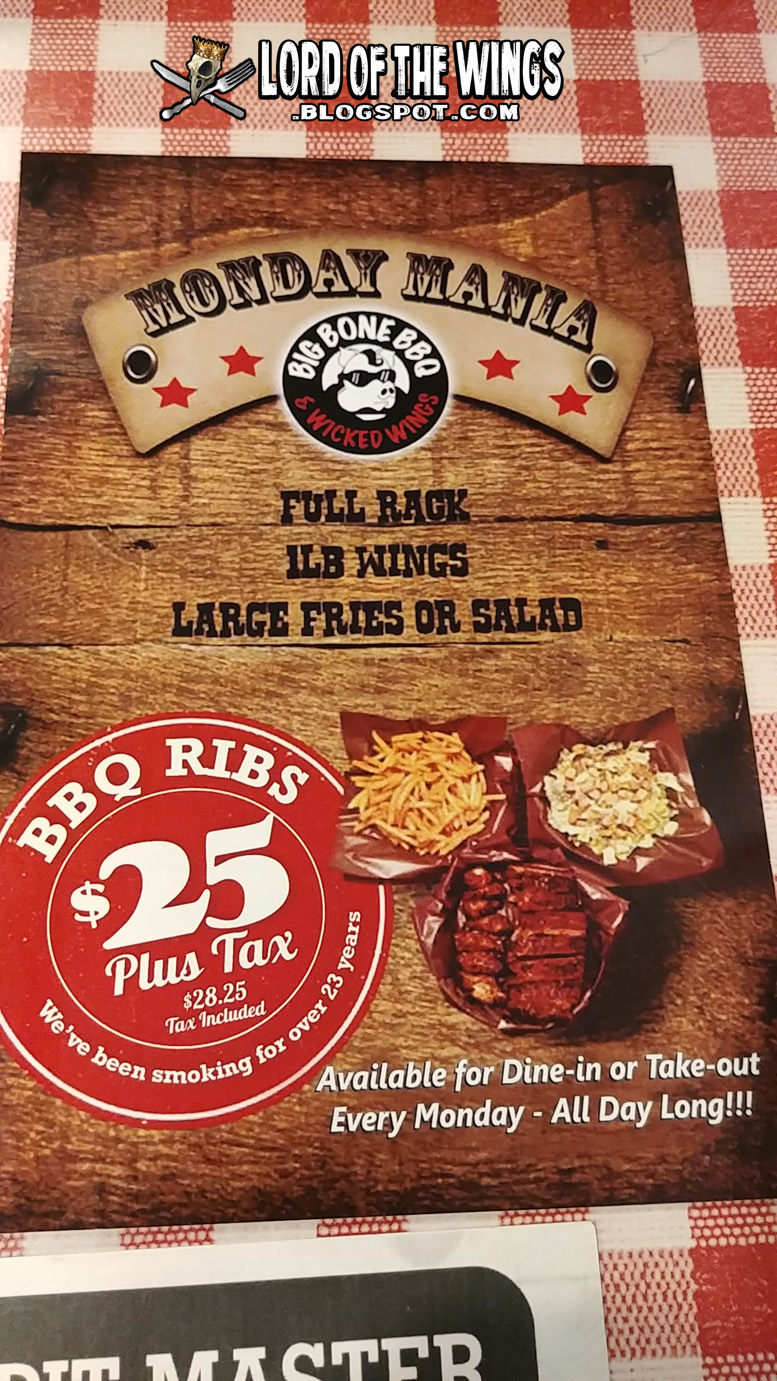 LORD OF THE WINGS
.BLOGSPOT.COM
MONDAY MANIA
BIG BONE BBQ
& WICKED WINGS
FULL RACK
1LB WINGS
LARGE FRIES OR SALAD
BBQ RIBS
$25
Plus Tax
$28.25
Tax Included
We've been smoking for over 23 years
Available for Dine-in or Take-out
Every Monday - All Day Long!!!
MASTER